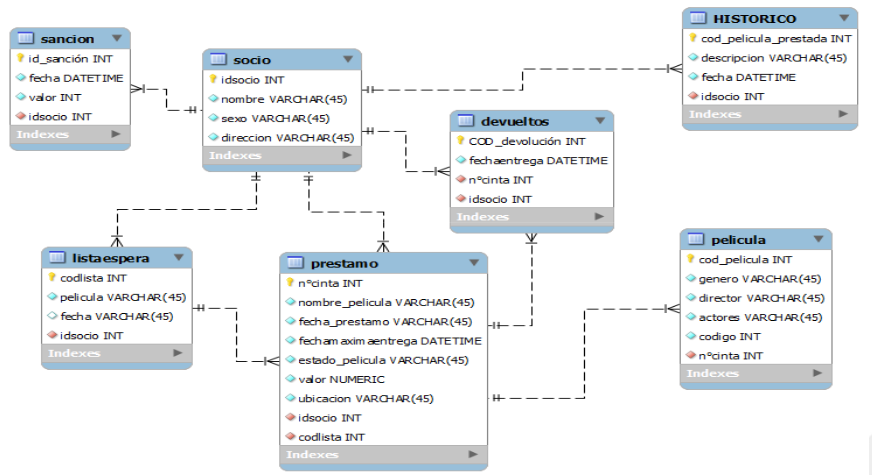 sancion
id_sanción INT
fecha DATETIME
valor INT
idsocio INT
Indexes
socio
idsocio INT
nombre VARCHAR(45)
sexo VARCHAR(45)
direccion VARCHAR(45)
Indexes
HISTORICO
cod_pelicula_prestada INT
descripcion VARCHAR(45)
fecha DATETIME
idsocio INT
Indexes
devueltos
COD_devolución INT
fechaentrega DATETIME
n°cinta INT
idsocio INT
Indexes
listaespera
codlista INT
pelicula VARCHAR(45)
fecha VARCHAR(45)
idsocio INT
Indexes
prestamo
n°cinta INT
nombre_pelicula VARCHAR(45)
fecha_prestamo VARCHAR(45)
fechamaximaentrega DATETIME
estado_pelicula VARCHAR(45)
valor NUMERIC
ubicacion VARCHAR(45)
idsocio INT
codlista INT
Indexes
pelicula
cod_pelicula INT
genero VARCHAR(45)
director VARCHAR(45)
actores VARCHAR(45)
codigo INT
n°cinta INT
Indexes